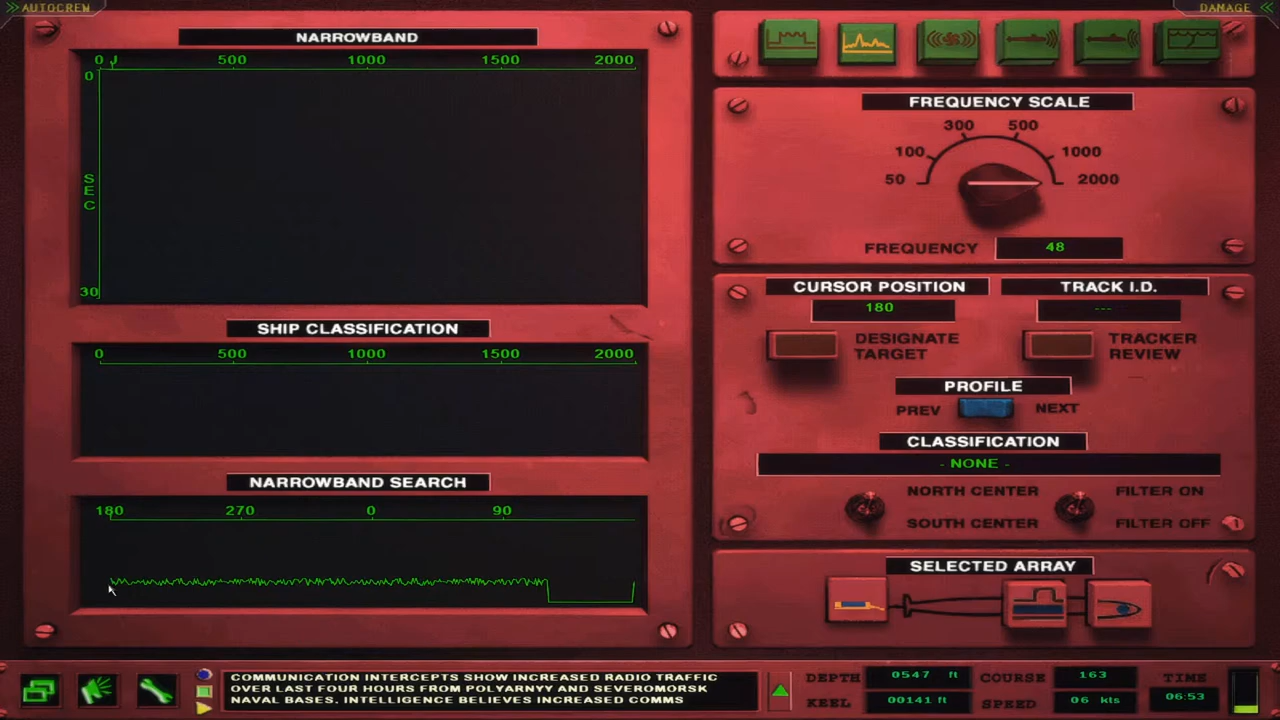 AUTOCREW
DAMAGE
NARROWBAND
0 500 1000 1500 2000
0
SEC
30
SHIP CLASSIFICATION
0 500 1000 1500 2000
NARROWBAND SEARCH
180 270 0 90
FREQUENCY SCALE
300 500
100 1000
50 2000
FREQUENCY 48
CURSOR POSITION TRACK I.D.
180 ---
DESIGNATE TARGET
TRACKER REVIEW
PROFILE
PREV NEXT
CLASSIFICATION
- NONE -
NORTH CENTER FILTER ON
SOUTH CENTER FILTER OFF
SELECTED ARRAY
COMMUNICATION INTERCEPTS SHOW INCREASED RADIO TRAFFIC
OVER LAST FOUR HOURS FROM POLYARNYY AND SEVEROMORSK
NAVAL BASES, INTELLIGENCE BELIEVES INCREASED COMMS
DEPTH 0547 ft COURSE 163 TIME
KEEL 00141 ft SPEED 06 kts 06:53